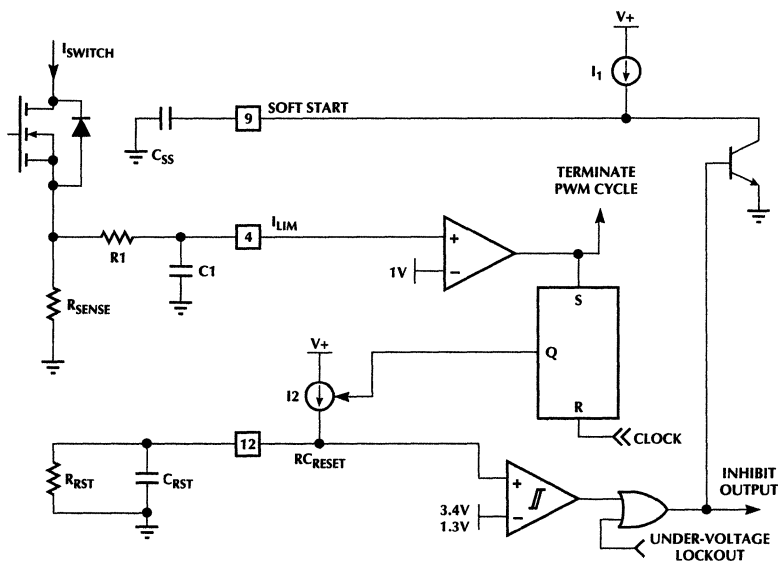 V+
ISWITCH
I1
9
SOFT START
CSS
TERMINATE
PWM CYCLE
4
ILIM
R1
C1
+
1V
−
RSENSE
S
Q
R
V+
I2
CLOCK
12
RCRESET
RRST
CRST
+
3.4V
1.3V
−
INHIBIT
OUTPUT
UNDER-VOLTAGE
LOCKOUT